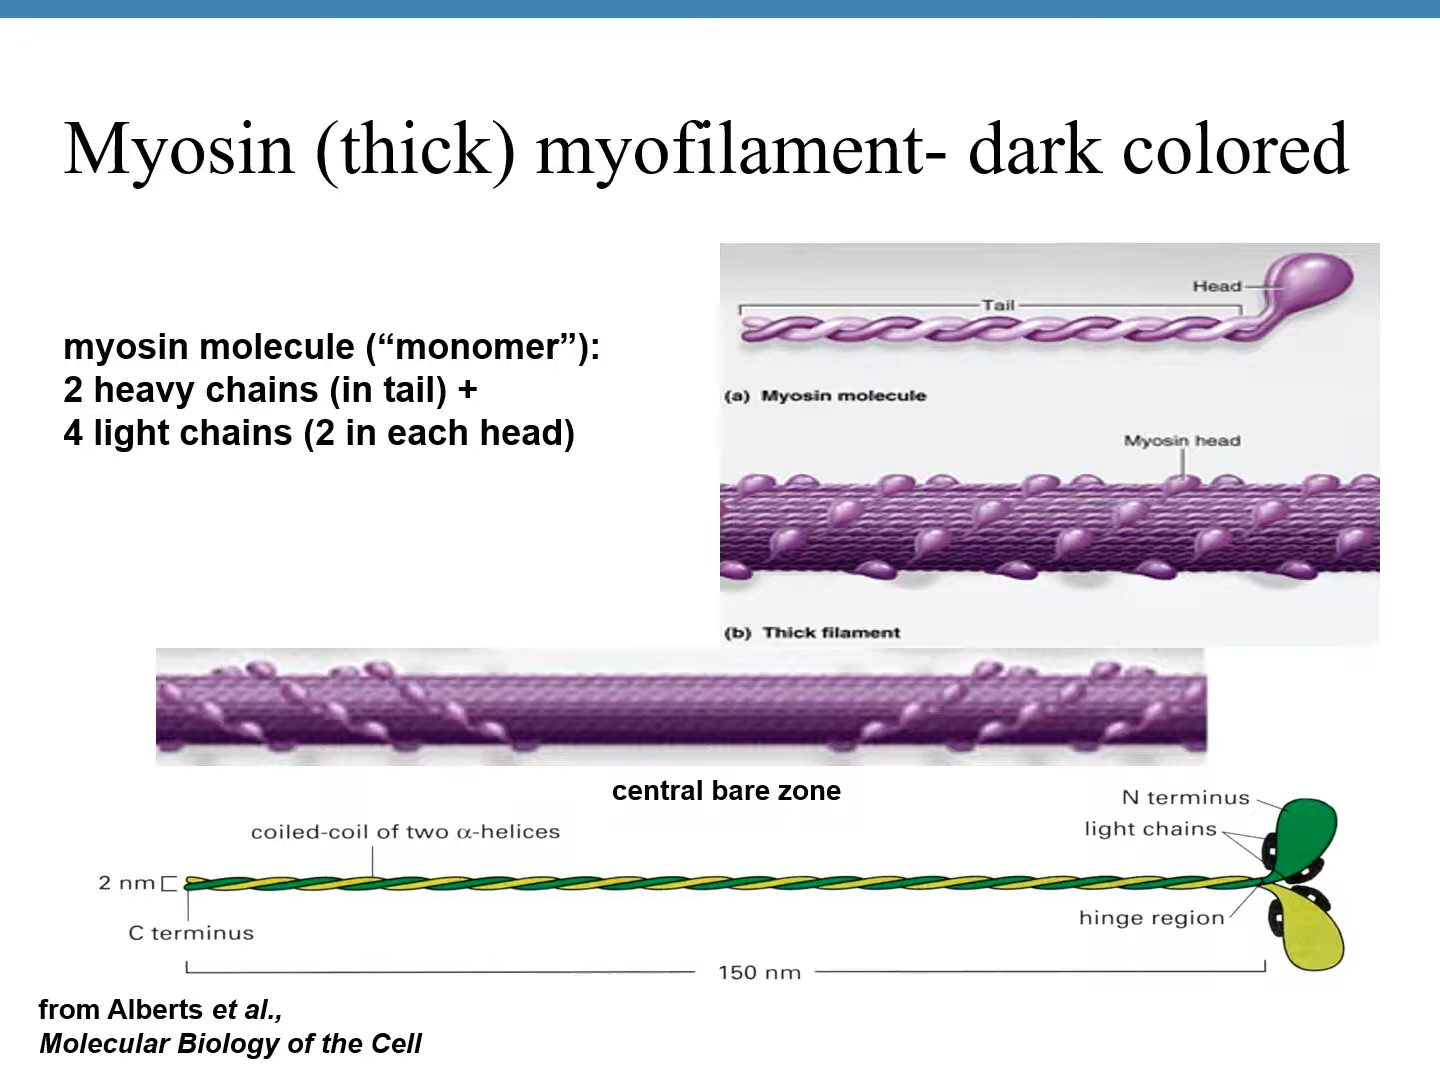 Myosin (thick) myofilament- dark colored
myosin molecule (“monomer”):
2 heavy chains (in tail) +
4 light chains (2 in each head)
Head
Tail
(a) Myosin molecule
Myosin head
(b) Thick filament
central bare zone
N terminus
light chains
coiled-coil of two α-helices
2 nm
hinge region
C terminus
150 nm
from Alberts et al.,
Molecular Biology of the Cell